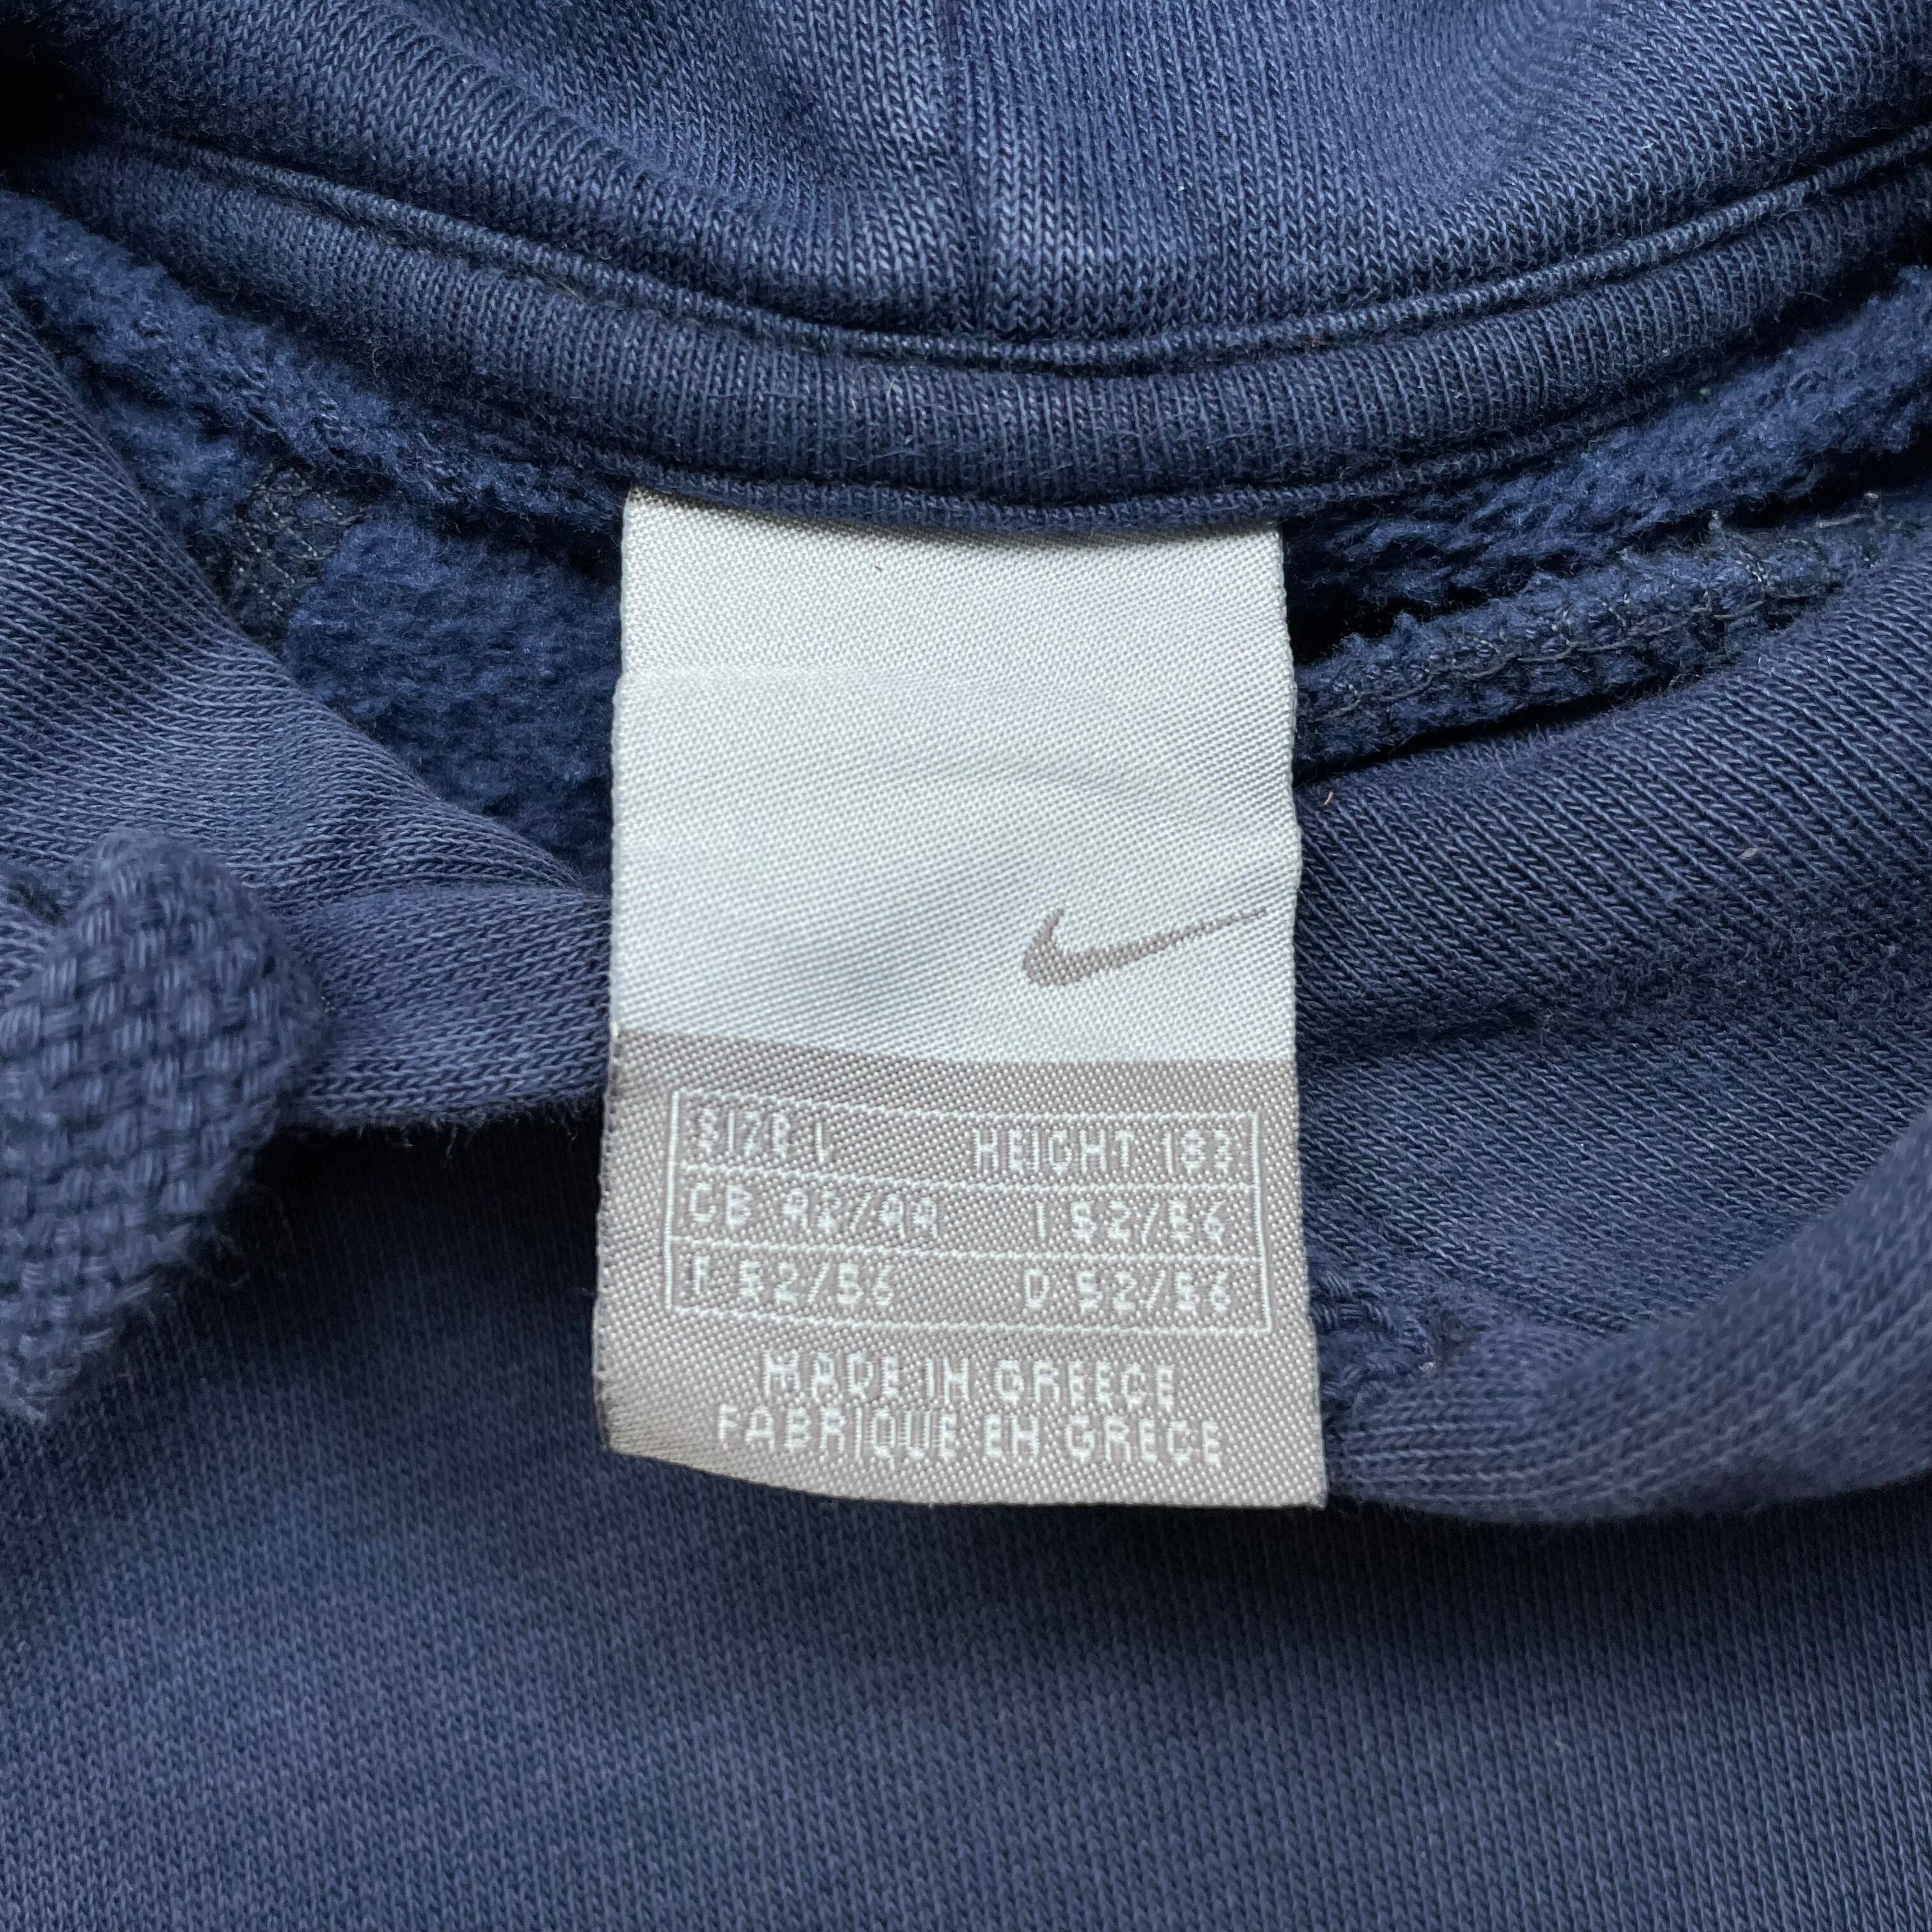 SIZE L HEIGHT 183
GB 42/44 I 52/56
F 52/56 D 52/56
MADE IN GREECE
FABRIQUE EN GRECE